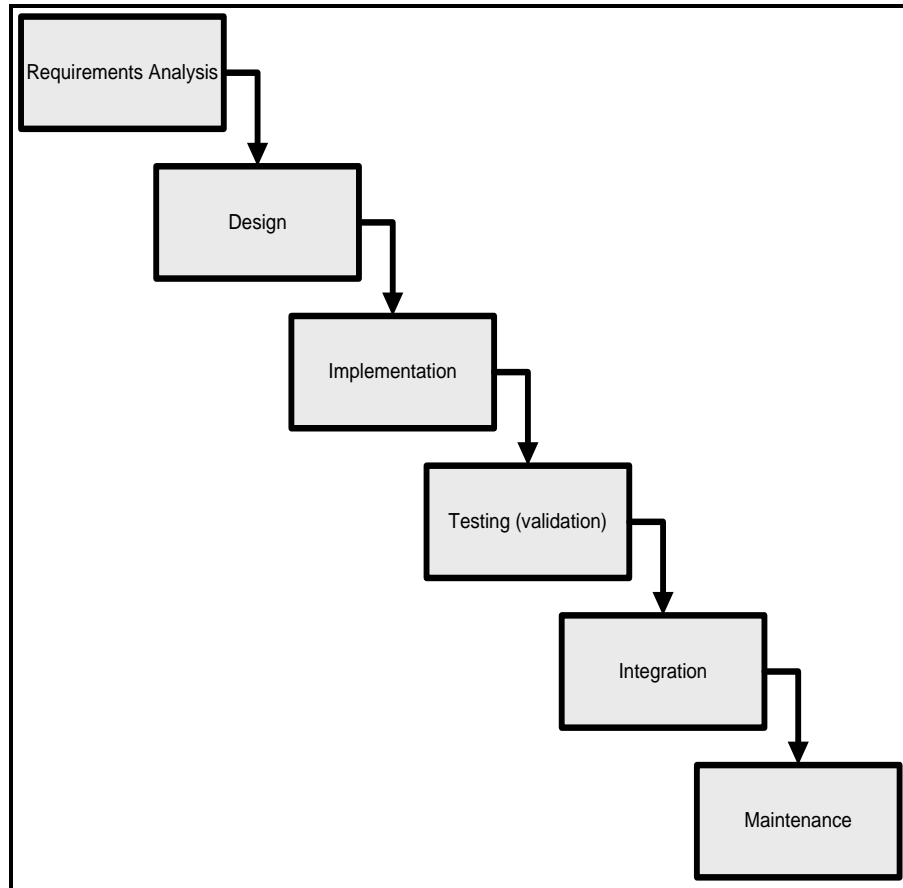 Requirements Analysis
Design
Implementation
Testing (validation)
Integration
Maintenance